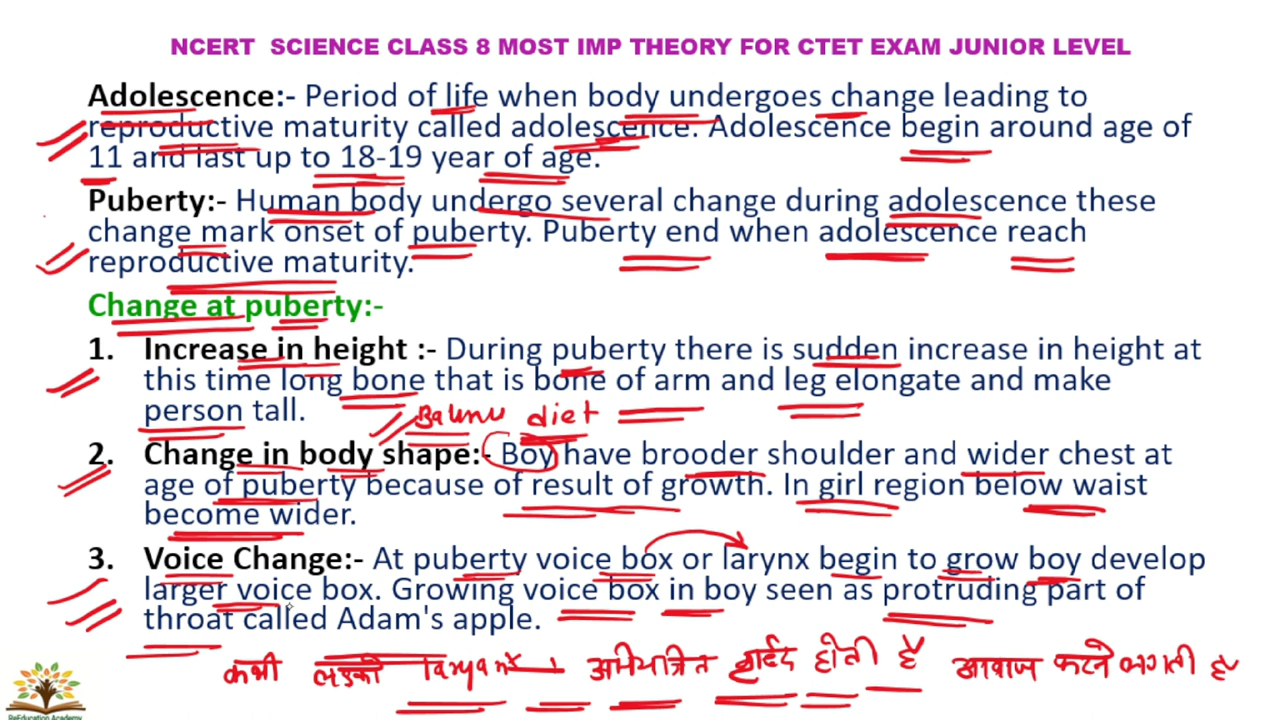 NCERT SCIENCE CLASS 8 MOST IMP THEORY FOR CTET EXAM JUNIOR LEVEL
Adolescence:- Period of life when body undergoes change leading to
reproductive maturity called adolescence. Adolescence begin around age of
11 and last up to 18-19 year of age.
Puberty:- Human body undergo several change during adolescence these
change mark onset of puberty. Puberty end when adolescence reach
reproductive maturity.
Change at puberty:-
1. Increase in height :- During puberty there is sudden increase in height at
this time long bone that is bone of arm and leg elongate and make
person tall.
diet
2. Change in body shape:- Boy have brooder shoulder and wider chest at
age of puberty because of result of growth. In girl region below waist
become wider.
3. Voice Change:- At puberty voice box or larynx begin to grow boy develop
larger voice box. Growing voice box in boy seen as protruding part of
throat called Adam's apple.
कभी होती है
ReEducation Academy